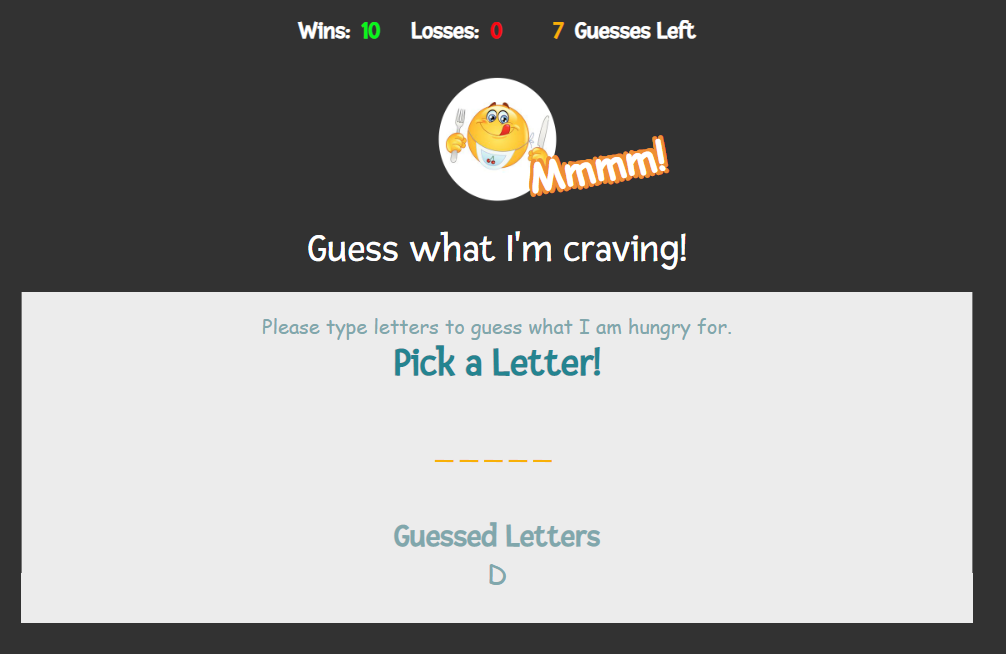 Wins: 10 Losses: 0 7 Guesses Left
Mmmm!
Guess what I'm craving!
Please type letters to guess what I am hungry for.
Pick a Letter!
_ _ _ _ _
Guessed Letters
D